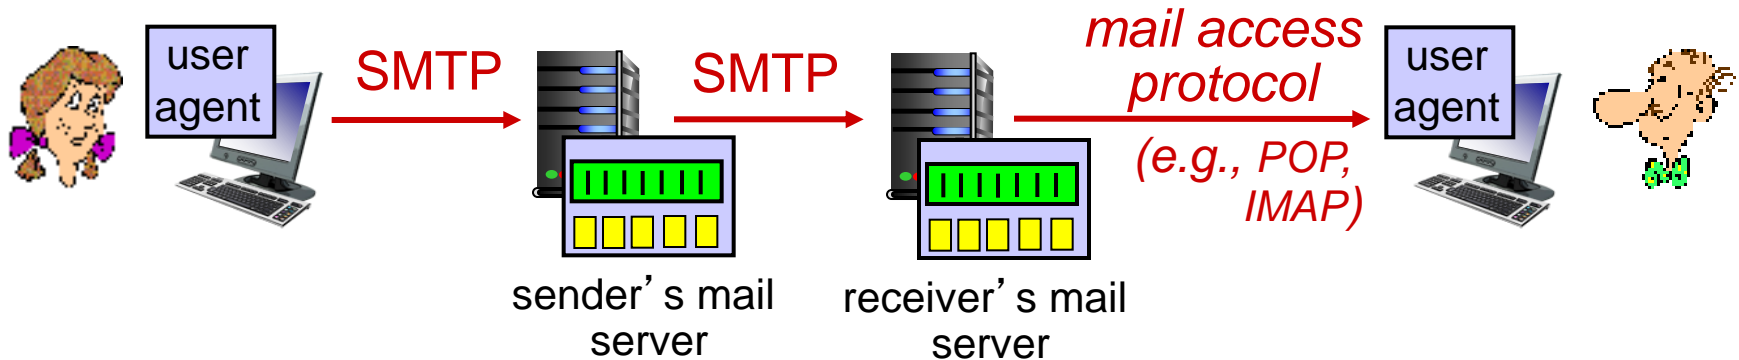 user
agent
SMTP
SMTP
mail access
protocol
(e.g., POP,
IMAP)
user
agent
sender’s mail
server
receiver’s mail
server